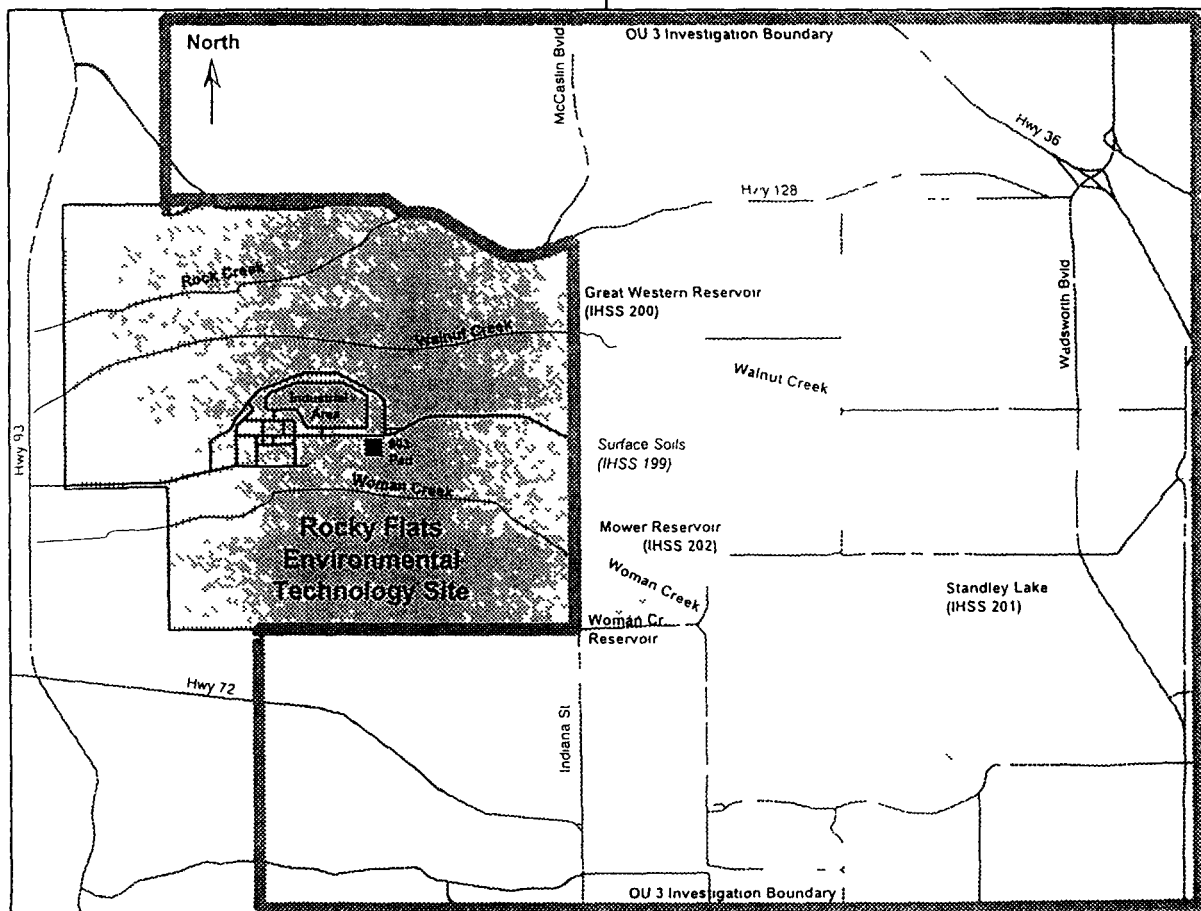 OU 3 Investigation Boundary
North
McCaslin Blvd
Hwy 36
Hwy 128
Rock Creek
Great Western Reservoir
(IHSS 200)
Wadsworth Blvd
Walnut Creek
Walnut Creek
Industrial
Area
Hwy 93
903
Pad
Surface Soils
(IHSS 199)
Woman Creek
Mower Reservoir
(IHSS 202)
Rocky Flats
Environmental
Technology Site
Woman Creek
Standley Lake
(IHSS 201)
Woman Cr.
Reservoir
Hwy 72
Indiana St
OU 3 Investigation Boundary